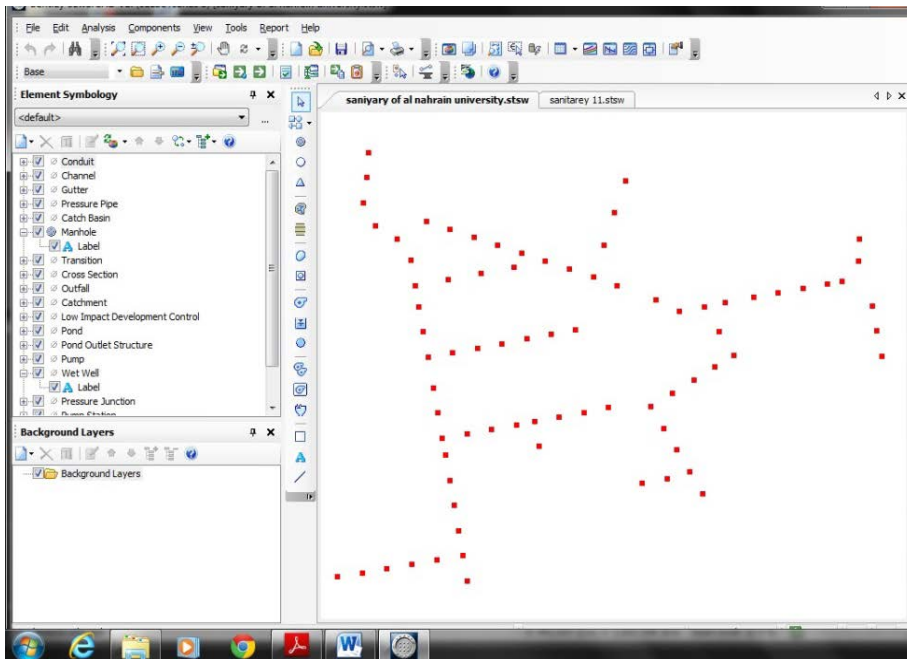 File Edit Analysis Components View Tools Report Help
Base
Element Symbology
<default>
...
Conduit
Channel
Gutter
Pressure Pipe
Catch Basin
Manhole
A Label
Transition
Cross Section
Outfall
Catchment
Low Impact Development Control
Pond
Pond Outlet Structure
Pump
Wet Well
A Label
Pressure Junction
Pump Station
Background Layers
Background Layers
saniyary of al nahrain university.stsw sanitarey 11.stsw